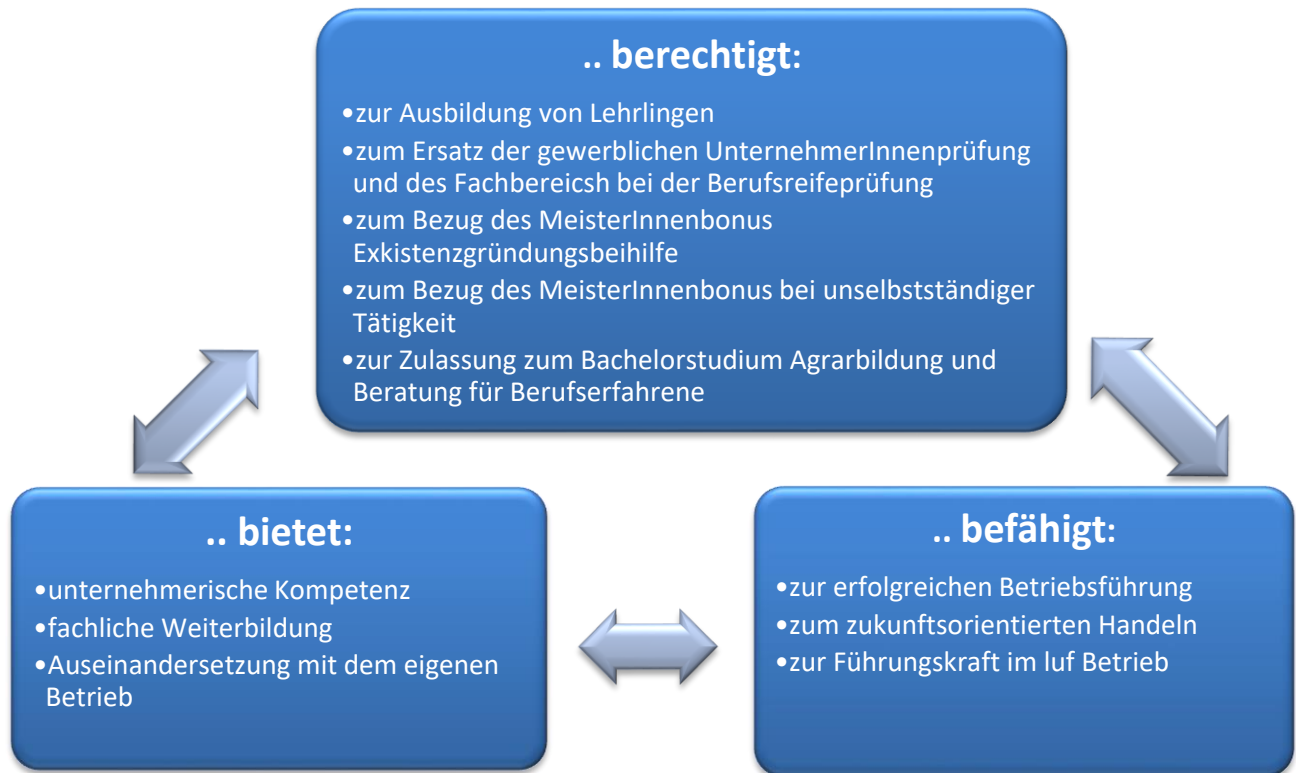 .. berechtigt:
•zur Ausbildung von Lehrlingen
•zum Ersatz der gewerblichen UnternehmerInnenprüfung
und des Fachbereicsh bei der Berufsreifeprüfung
•zum Bezug des MeisterInnenbonus
Exkistenzgründungsbeihilfe
•zum Bezug des MeisterInnenbonus bei unselbstständiger
Tätigkeit
•zur Zulassung zum Bachelorstudium Agrarbildung und
Beratung für Berufserfahrene
.. bietet:
•unternehmerische Kompetenz
•fachliche Weiterbildung
•Auseinandersetzung mit dem eigenen
Betrieb
.. befähigt:
•zur erfolgreichen Betriebsführung
•zum zukunftsorientierten Handeln
•zur Führungskraft im luf Betrieb